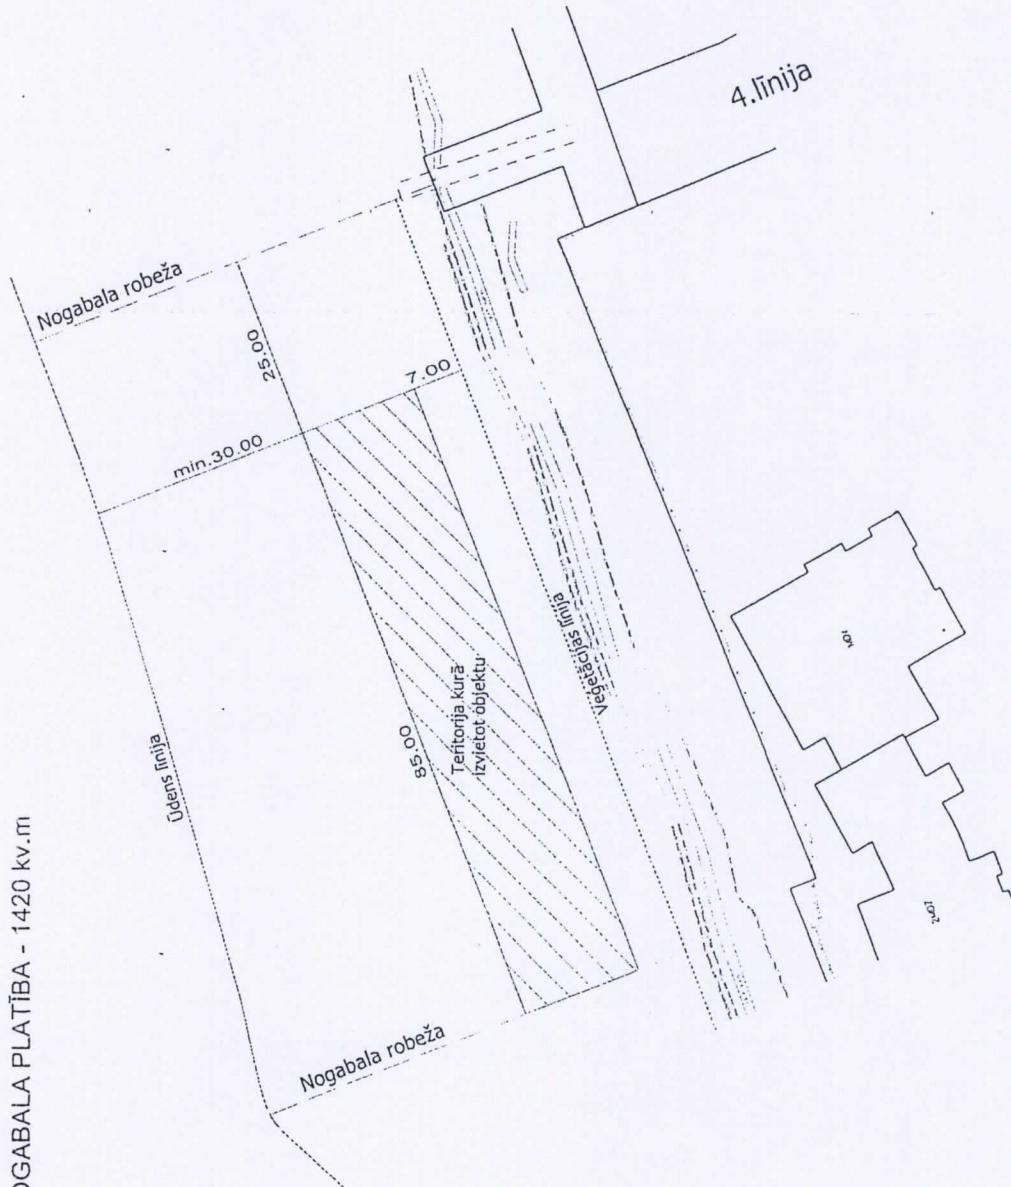 4.līnija
Nogabala robeža
25.00
7.00
min.30.00
Veģetācijas līnija
Teritorija kurā
izvietot objektu
85.00
Ūdens līnija
Nogabala robeža
OGABALA PLATĪBA - 1420 kv.m